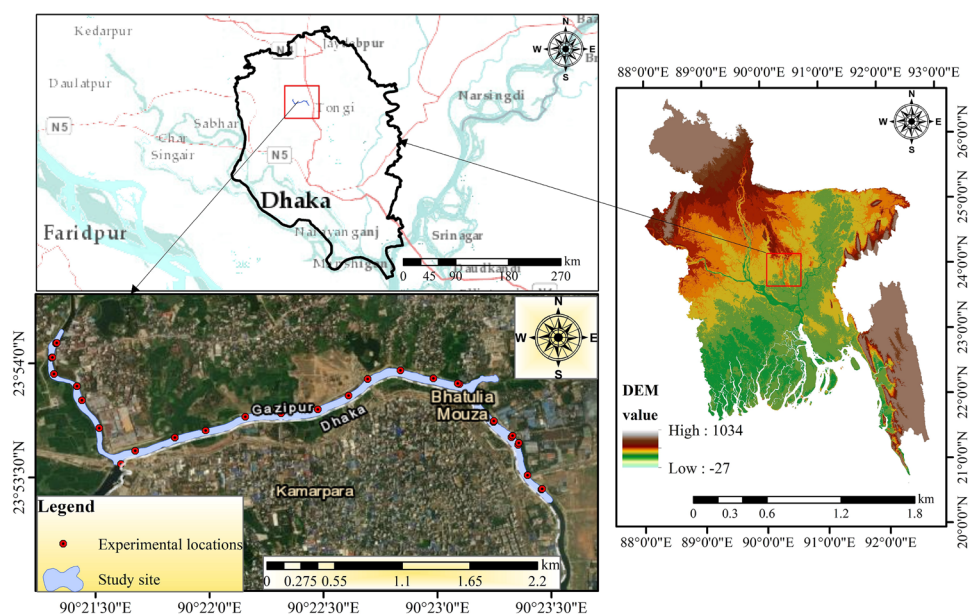 Kedarpur
Jaydebpur
N
W
E
S
Daulatpur
Tongi
Narsingdi
N5
Sabhar
Char
Singair
N5
Dhaka
Faridpur
Narayanganj
Srinagar
Daudkandi
km
0 45 90 180 270
N
W
E
S
23°54'0"N
23°53'30"N
Gazipur
Dhaka
Bhatulia
Mouza
Kamarpara
Legend
Experimental locations
Study site
km
0 0.275 0.55 1.1 1.65 2.2
90°21'30"E 90°22'0"E 90°22'30"E 90°23'0"E 90°23'30"E
88°0'0"E 89°0'0"E 90°0'0"E 91°0'0"E 92°0'0"E 93°0'0"E
N
W
E
S
26°0'0"N
25°0'0"N
24°0'0"N
23°0'0"N
22°0'0"N
21°0'0"N
20°0'0"N
DEM
value
High : 1034
Low : -27
km
0 0.3 0.6 1.2 1.8
88°0'0"E 89°0'0"E 90°0'0"E 91°0'0"E 92°0'0"E